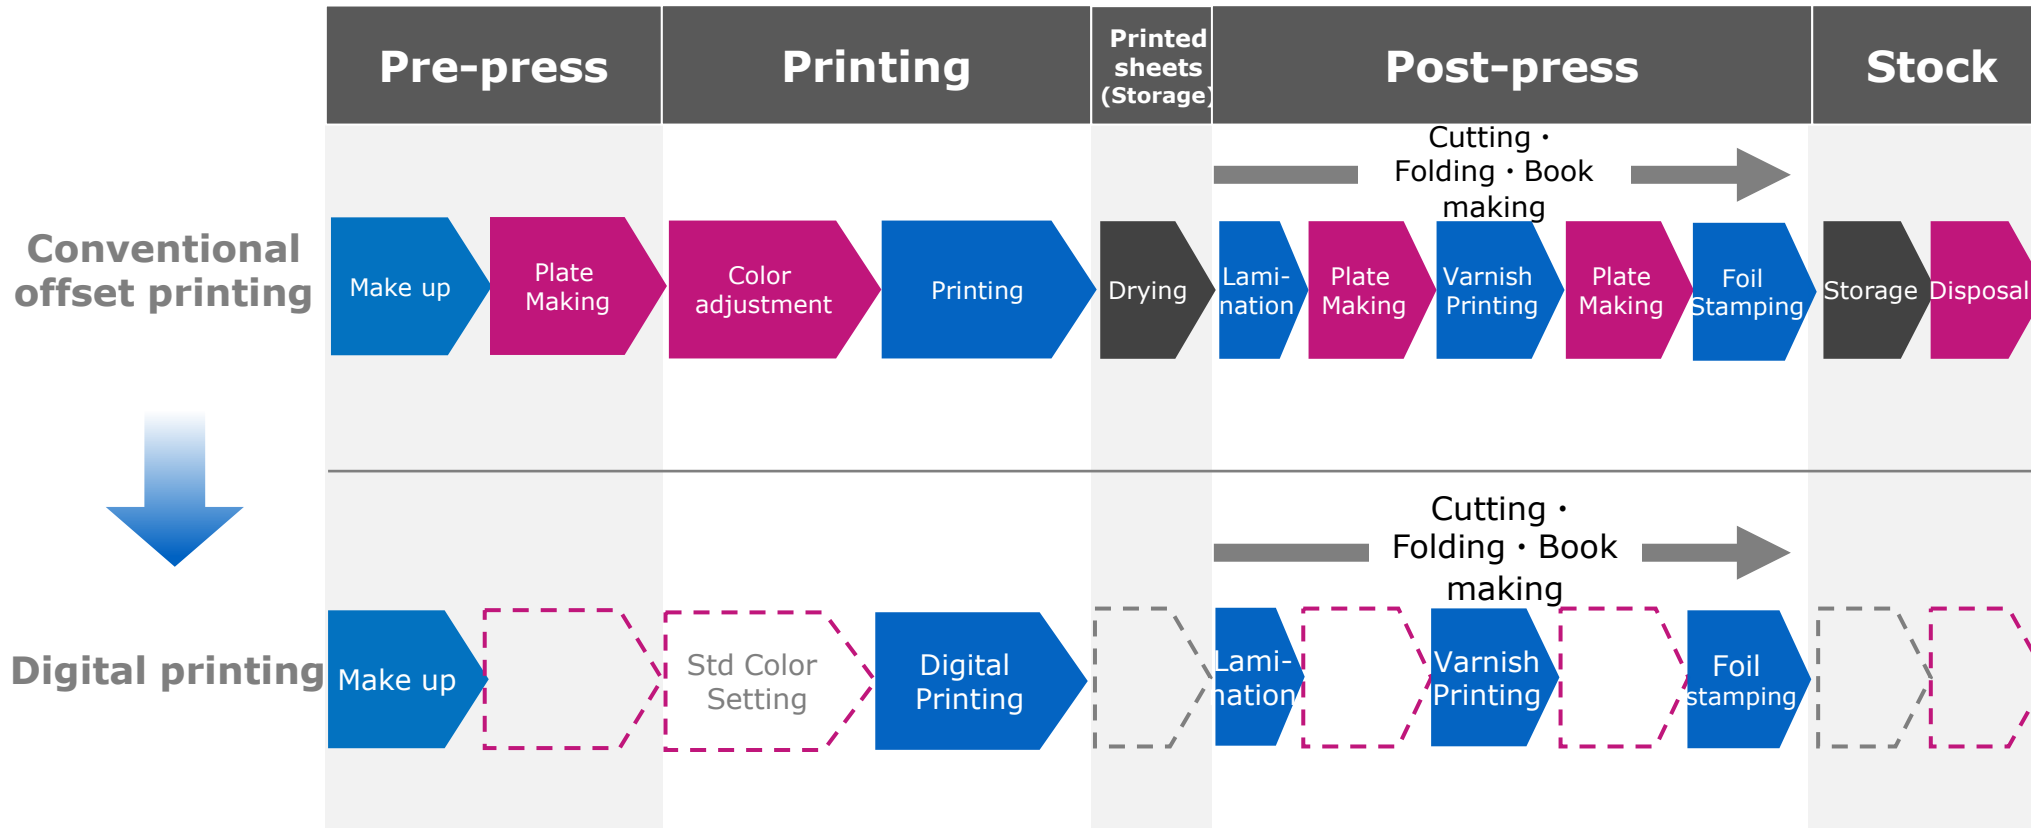 Pre-press
Printing
Printed
sheets
(Storage)
Post-press
Stock
Cutting・
Folding・Book
making
Conventional
offset printing
Make up
Plate
Making
Color
adjustment
Printing
Drying
Lami-
nation
Plate
Making
Varnish
Printing
Plate
Making
Foil
Stamping
Storage
Disposal
Cutting・
Folding・Book
making
Digital printing
Make up
Std Color
Setting
Digital
Printing
Lami-
nation
Varnish
Printing
Foil
stamping